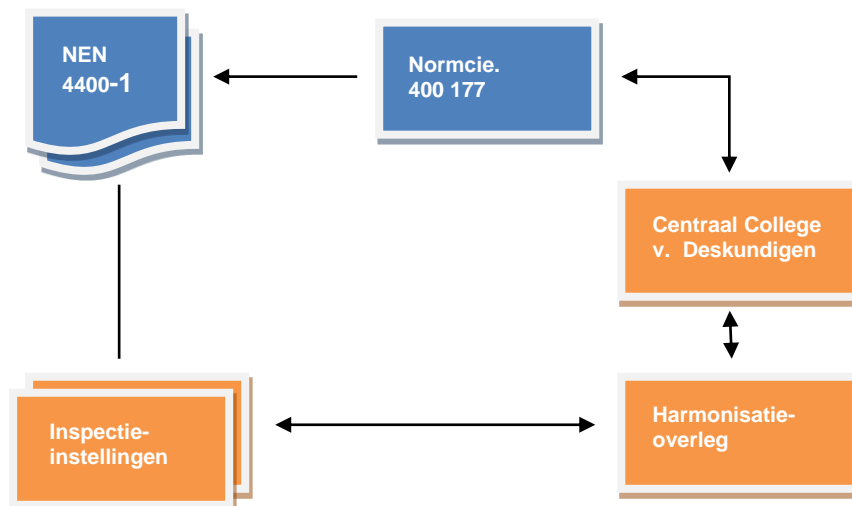 NEN
4400-1
Normcie.
400 177
Centraal College
v. Deskundigen
Inspectie-
instellingen
Harmonisatie-
overleg